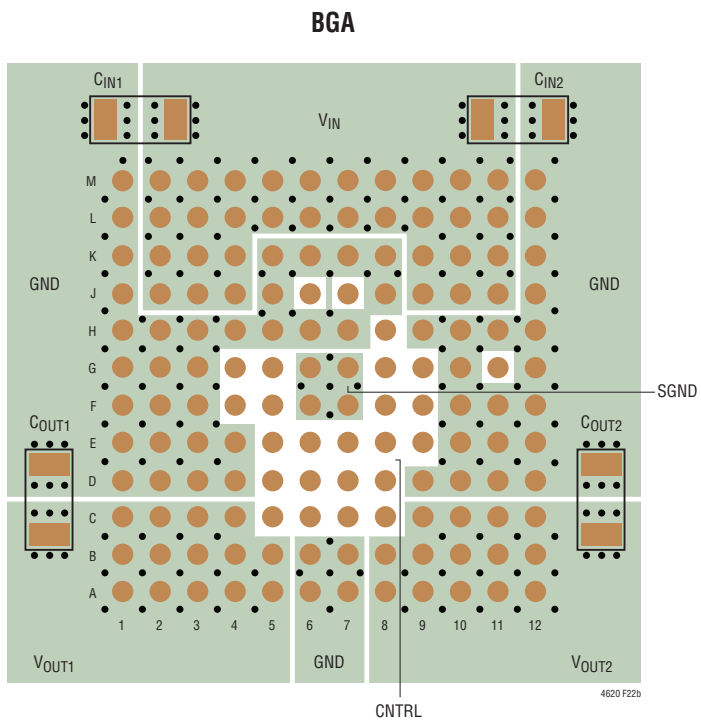 BGA
CIN1
CIN2
VIN
M
L
K
GND
J
GND
H
G
SGND
F
COUT1
COUT2
E
D
C
B
A
1 2 3 4 5 6 7 8 9 10 11 12
VOUT1
GND
VOUT2
4620 F22b
CNTRL